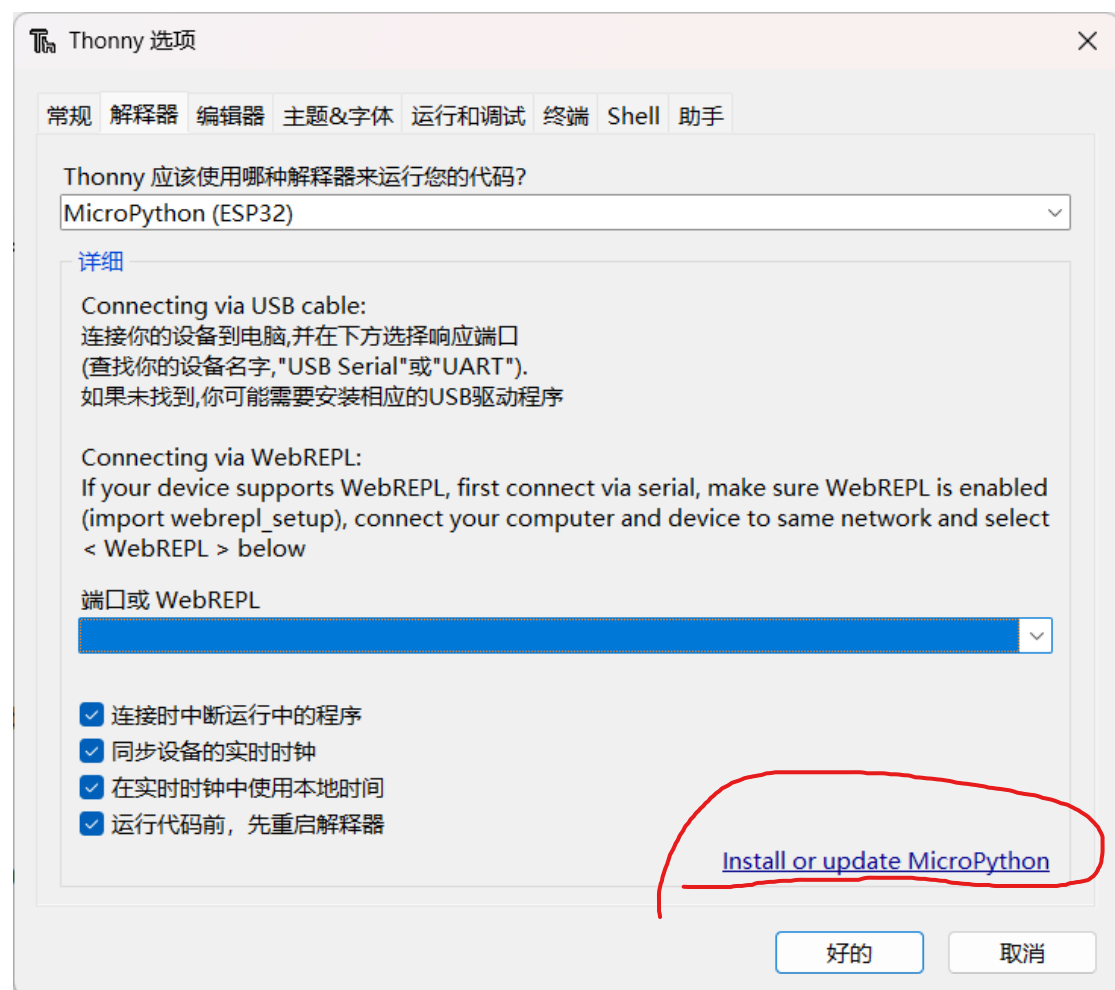 Thonny 选项
常规 解释器 编辑器 主题&字体 运行和调试 终端 Shell 助手
Thonny 应该使用哪种解释器来运行您的代码?
MicroPython (ESP32)
详细
Connecting via USB cable:
连接你的设备到电脑,并在下方选择响应端口
(查找你的设备名字,"USB Serial"或"UART").
如果未找到,你可能需要安装相应的USB驱动程序
Connecting via WebREPL:
If your device supports WebREPL, first connect via serial, make sure WebREPL is enabled
(import webrepl_setup), connect your computer and device to same network and select
< WebREPL > below
端口或 WebREPL
连接时中断运行中的程序
同步设备的实时时钟
在实时时钟中使用本地时间
运行代码前，先重启解释器
Install or update MicroPython
好的 取消